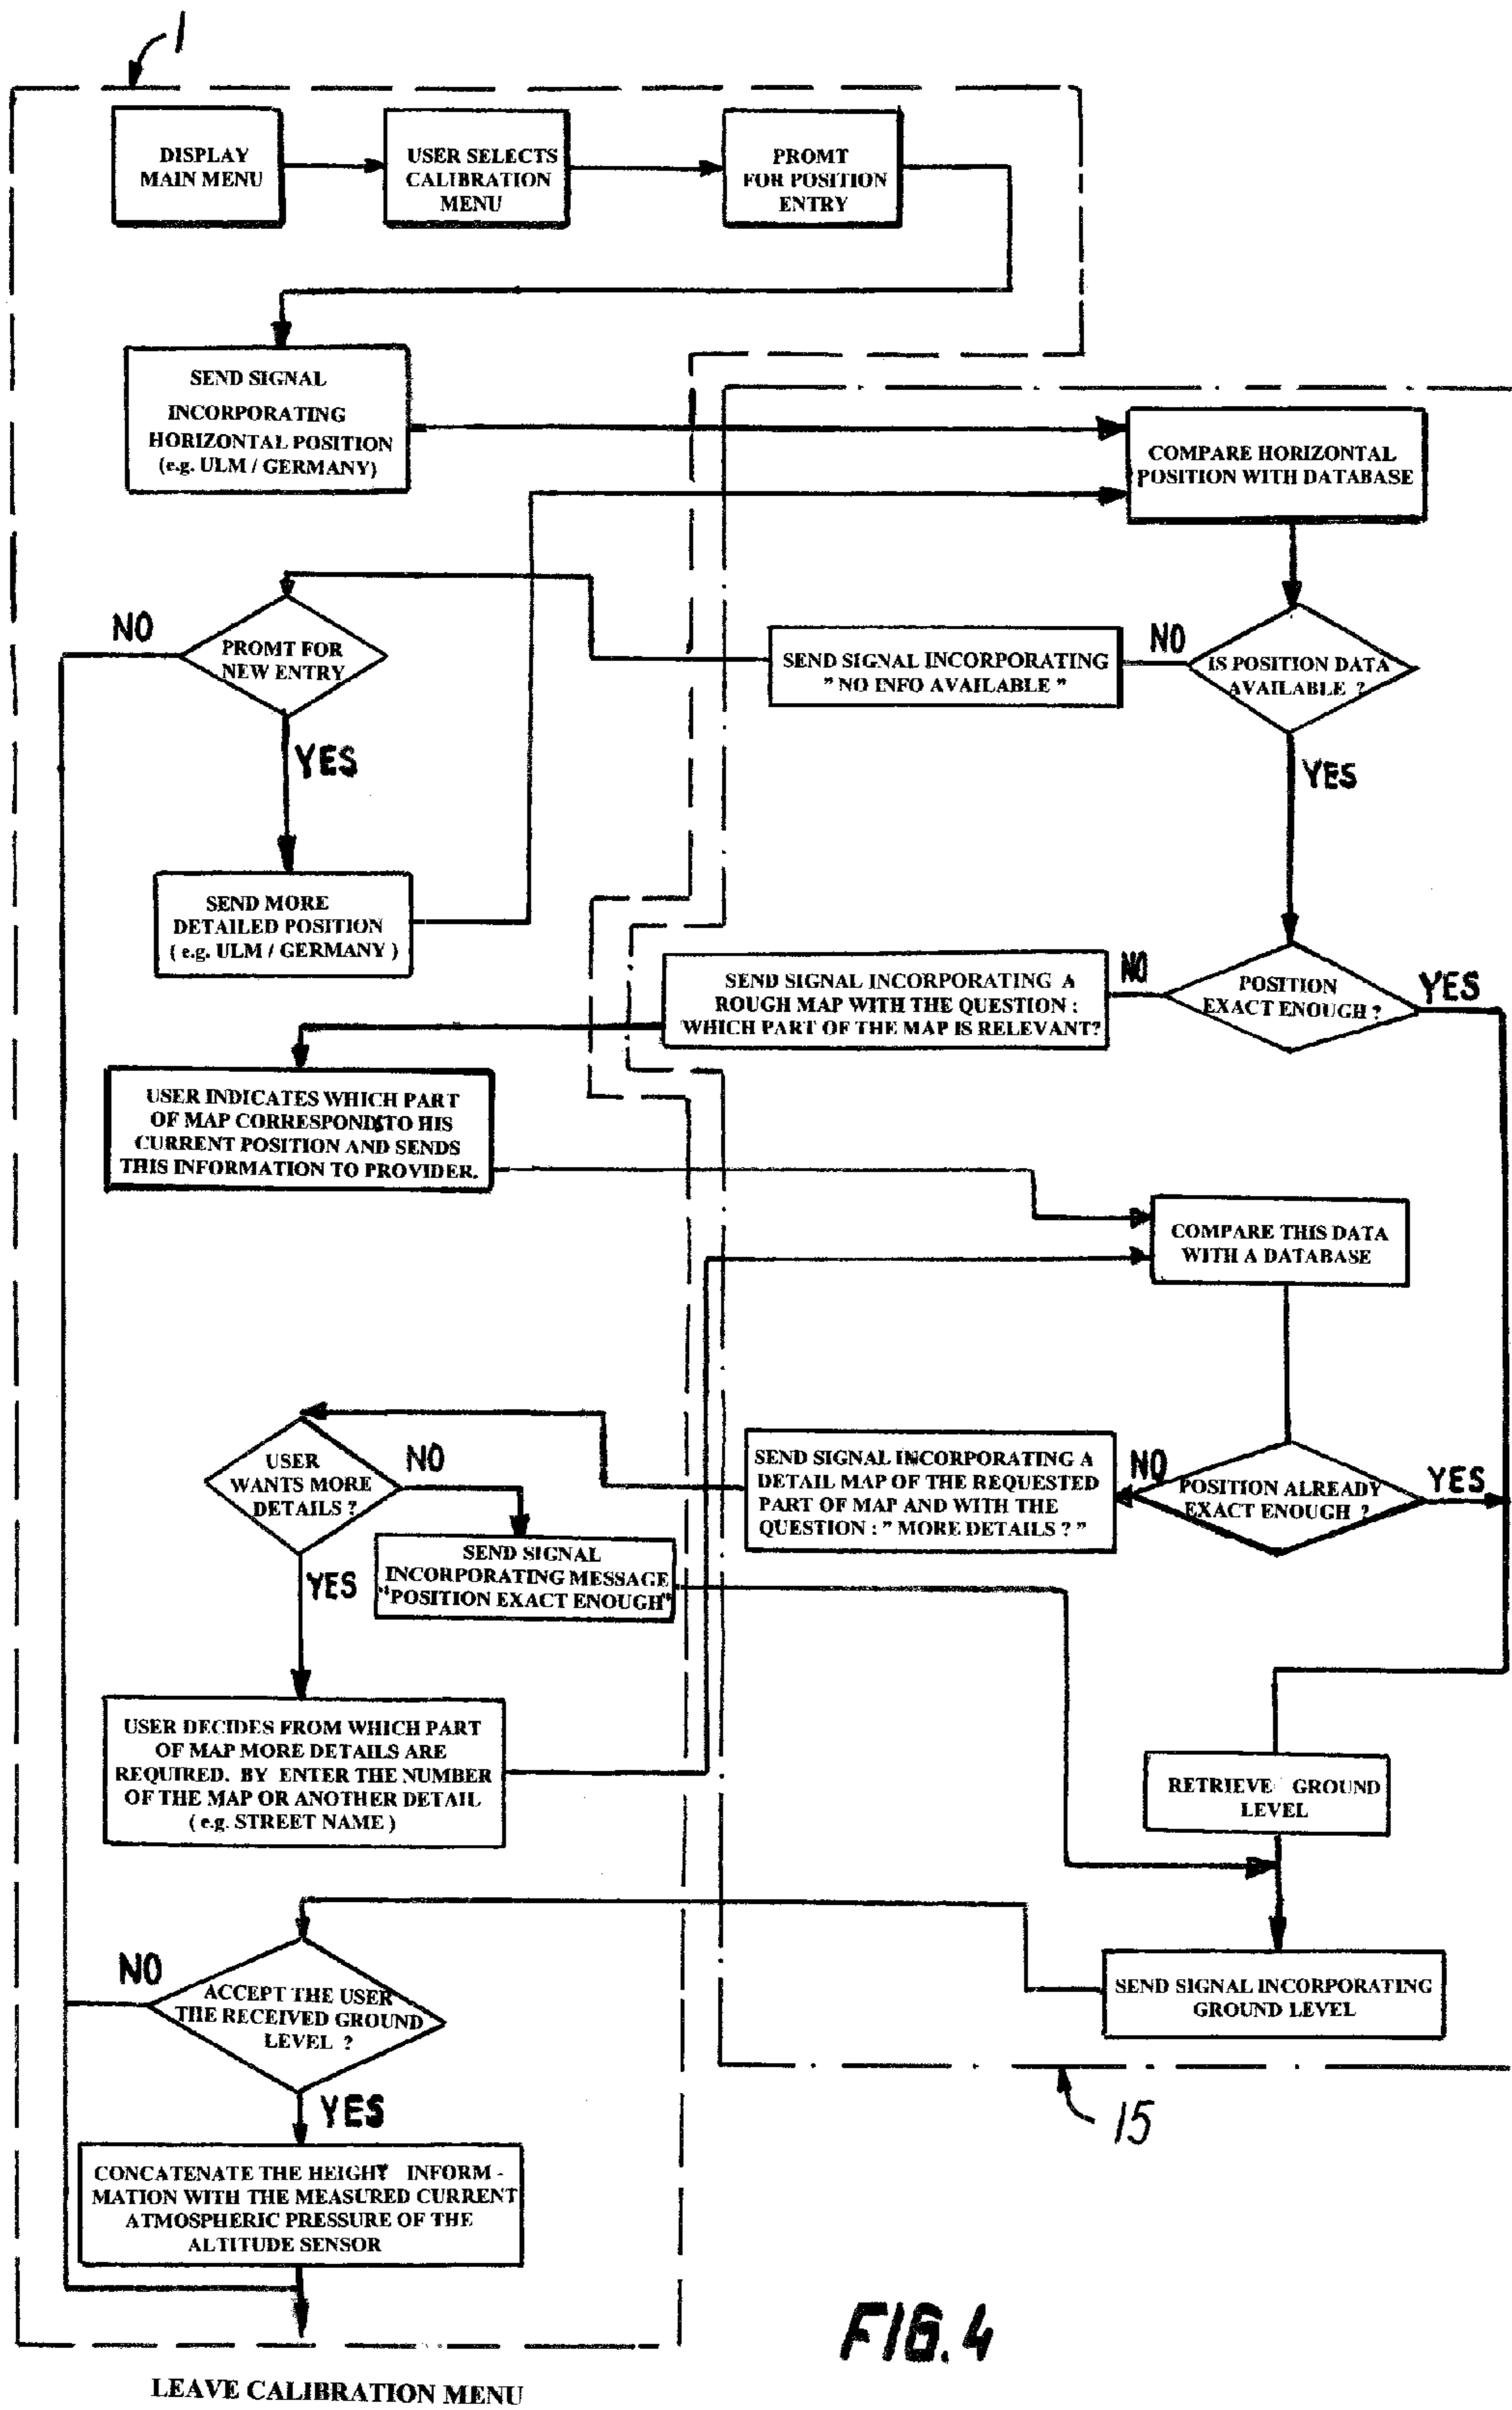 1
DISPLAY
MAIN MENU
USER SELECTS
CALIBRATION
MENU
PROMT
FOR POSITION
ENTRY
SEND SIGNAL
INCORPORATING
HORIZONTAL POSITION
(e.g. ULM / GERMANY)
COMPARE HORIZONTAL
POSITION WITH DATABASE
NO
PROMT FOR
NEW ENTRY
SEND SIGNAL INCORPORATING
" NO INFO AVAILABLE "
NO
IS POSITION DATA
AVAILABLE ?
YES
YES
SEND MORE
DETAILED POSITION
( e.g. ULM / GERMANY )
SEND SIGNAL INCORPORATING A
ROUGH MAP WITH THE QUESTION :
WHICH PART OF THE MAP IS RELEVANT?
NO
POSITION
EXACT ENOUGH ?
YES
USER INDICATES WHICH PART
OF MAP CORRESPONDSTO HIS
CURRENT POSITION AND SENDS
THIS INFORMATION TO PROVIDER.
COMPARE THIS DATA
WITH A DATABASE
USER
WANTS MORE
DETAILS ?
NO
SEND SIGNAL INCORPORATING A
DETAIL MAP OF THE REQUESTED
PART OF MAP AND WITH THE
QUESTION : " MORE DETAILS ? "
NO
POSITION ALREADY
EXACT ENOUGH ?
YES
SEND SIGNAL
INCORPORATING MESSAGE
"POSITION EXACT ENOUGH"
YES
USER DECIDES FROM WHICH PART
OF MAP MORE DETAILS ARE
REQUIRED. BY ENTER THE NUMBER
OF THE MAP OR ANOTHER DETAIL
( e.g. STREET NAME )
RETRIEVE GROUND
LEVEL
NO
ACCEPT THE USER
THE RECEIVED GROUND
LEVEL ?
SEND SIGNAL INCORPORATING
GROUND LEVEL
YES
15
CONCATENATE THE HEIGHT INFORM -
MATION WITH THE MEASURED CURRENT
ATMOSPHERIC PRESSURE OF THE
ALTITUDE SENSOR
FIG. 4
LEAVE CALIBRATION MENU